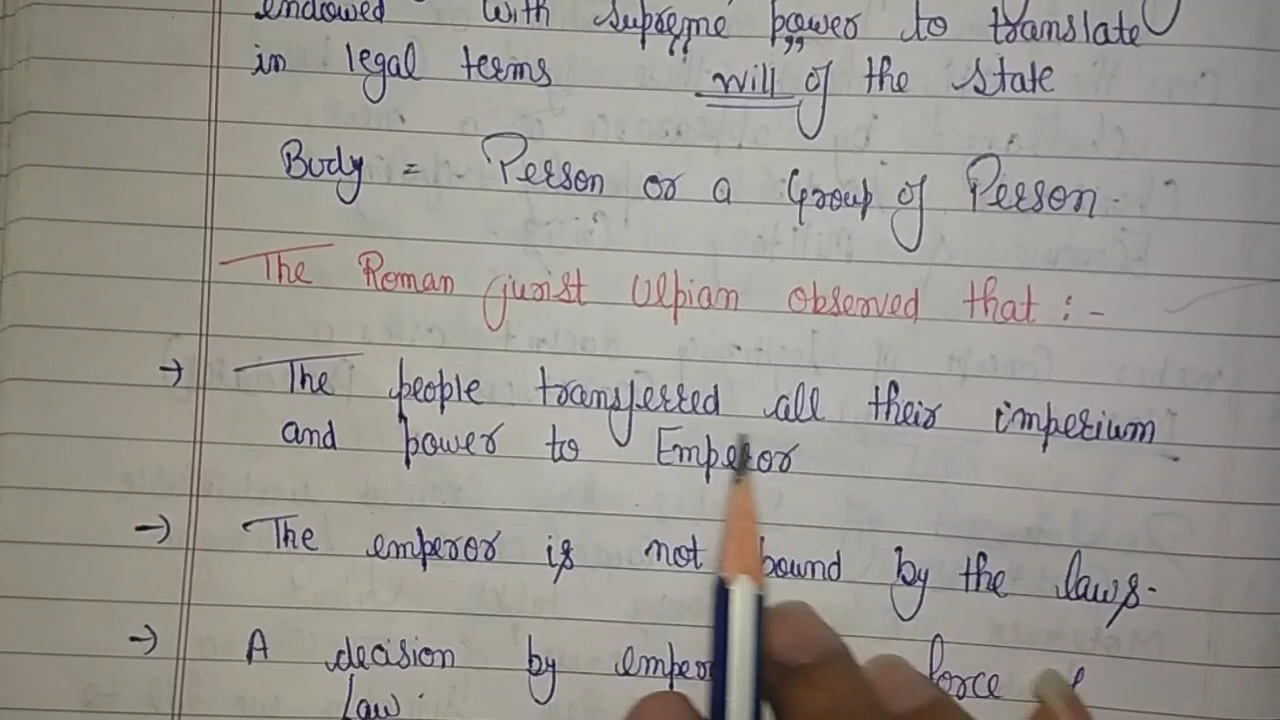 endowed with supreme power to translate
in legal terms "will" of the state
Body = Person or a Group of Person.
The Roman jurist Ulpian observed that :-
→ The people transferred all their imperium
and power to Emperor
→ The emperor is not bound by the laws.
→ A decision by empero force
law.